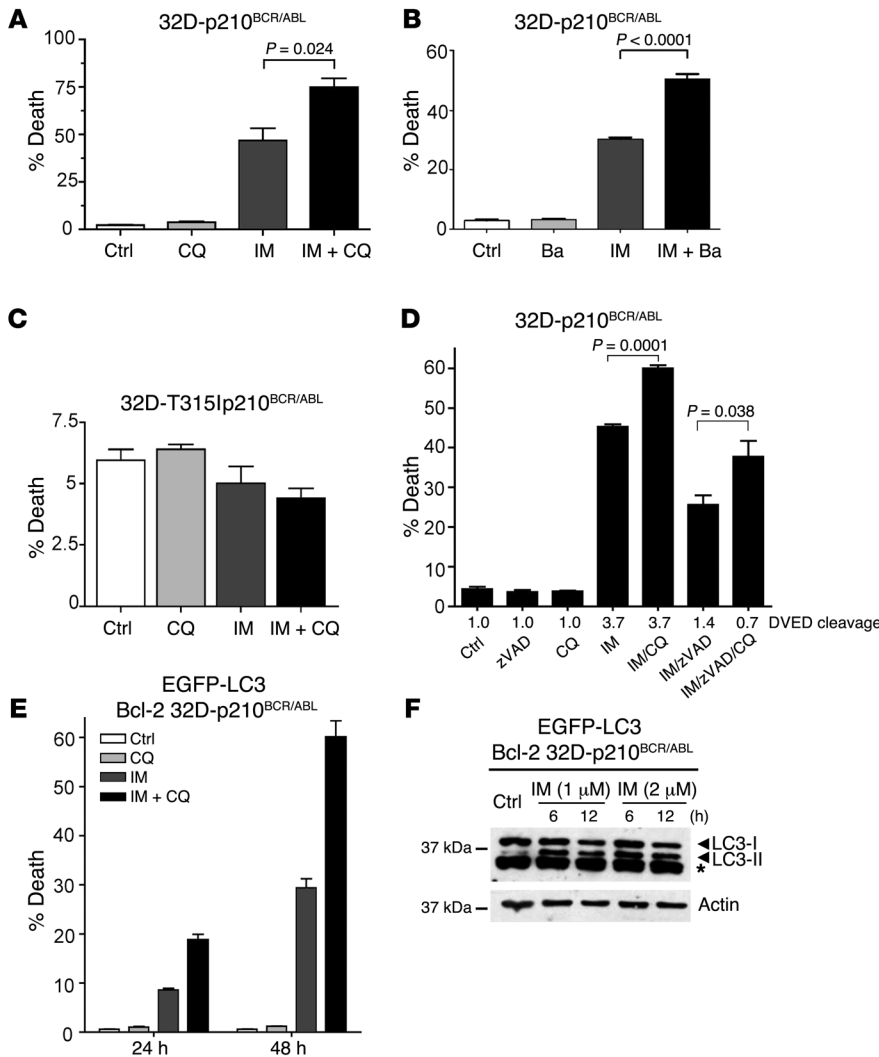 A
32D-p210BCR/ABL
P = 0.024
% Death
100
75
50
25
0
Ctrl CQ IM IM + CQ
B
32D-p210BCR/ABL
P < 0.0001
% Death
60
40
20
0
Ctrl Ba IM IM + Ba
C
32D-T315Ip210BCR/ABL
% Death
7.5
5
2.5
0
Ctrl CQ IM IM + CQ
D
32D-p210BCR/ABL
P = 0.0001
P = 0.038
% Death
60
50
40
30
20
10
0
1.0 1.0 1.0 3.7 3.7 1.4 0.7 DVED cleavage
Ctrl zVAD CQ IM IM/CQ IM/zVAD IM/zVAD/CQ
E
EGFP-LC3
Bcl-2 32D-p210BCR/ABL
Ctrl
CQ
IM
IM + CQ
% Death
60
50
40
30
20
10
0
24 h 48 h
F
EGFP-LC3
Bcl-2 32D-p210BCR/ABL
Ctrl IM (1 μM) IM (2 μM)
6 12 6 12 (h)
37 kDa
LC3-I
LC3-II
*
37 kDa
Actin